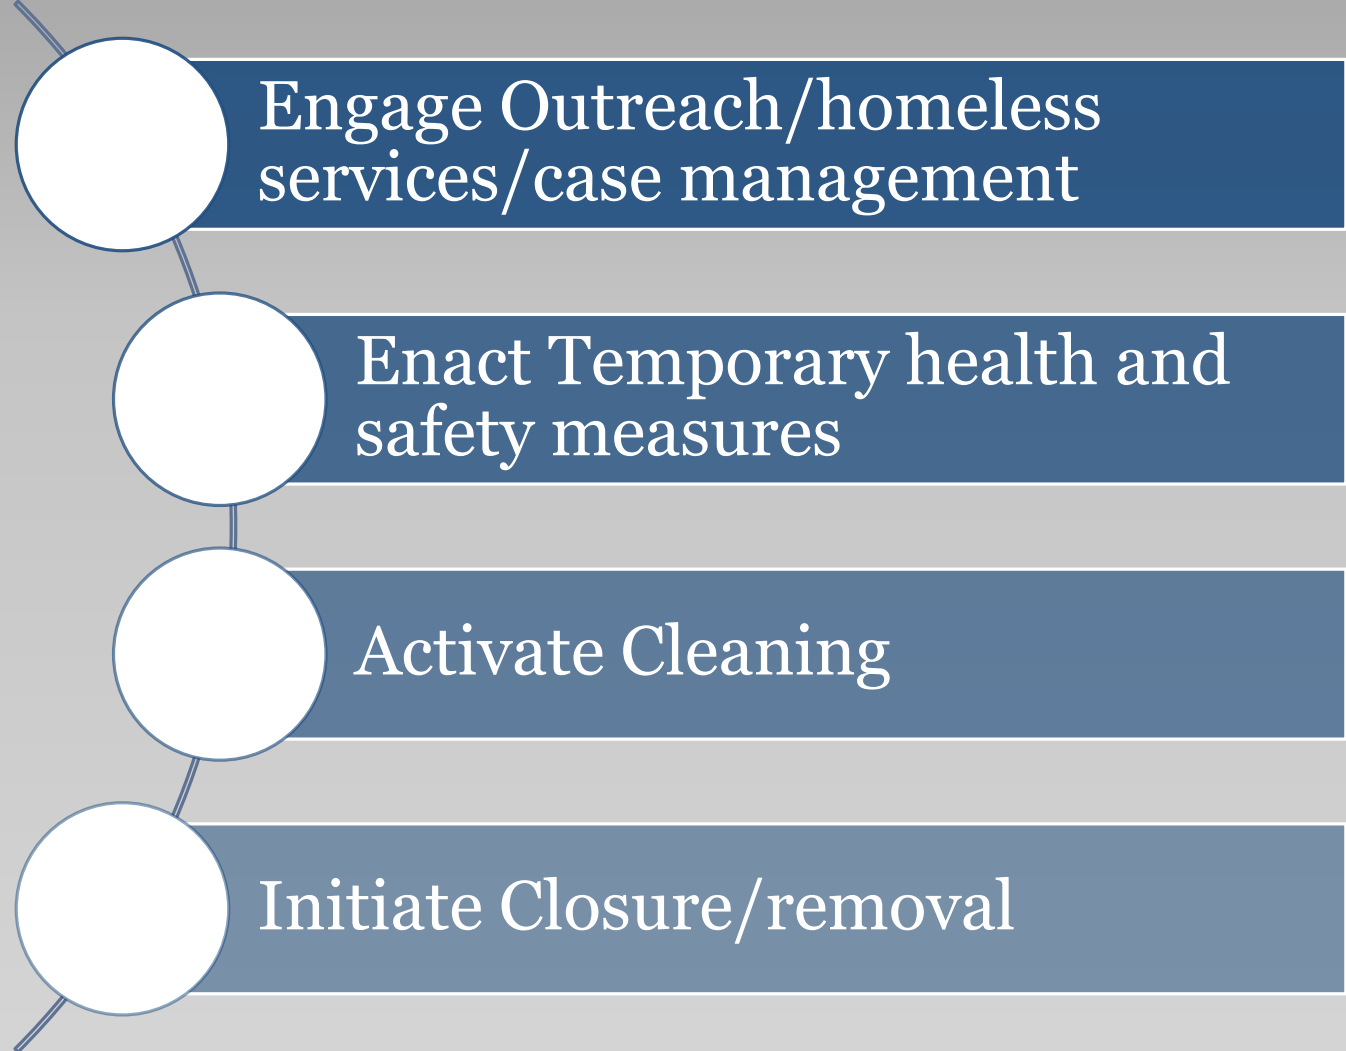 Engage Outreach/homeless
services/case management
Enact Temporary health and
safety measures
Activate Cleaning
Initiate Closure/removal